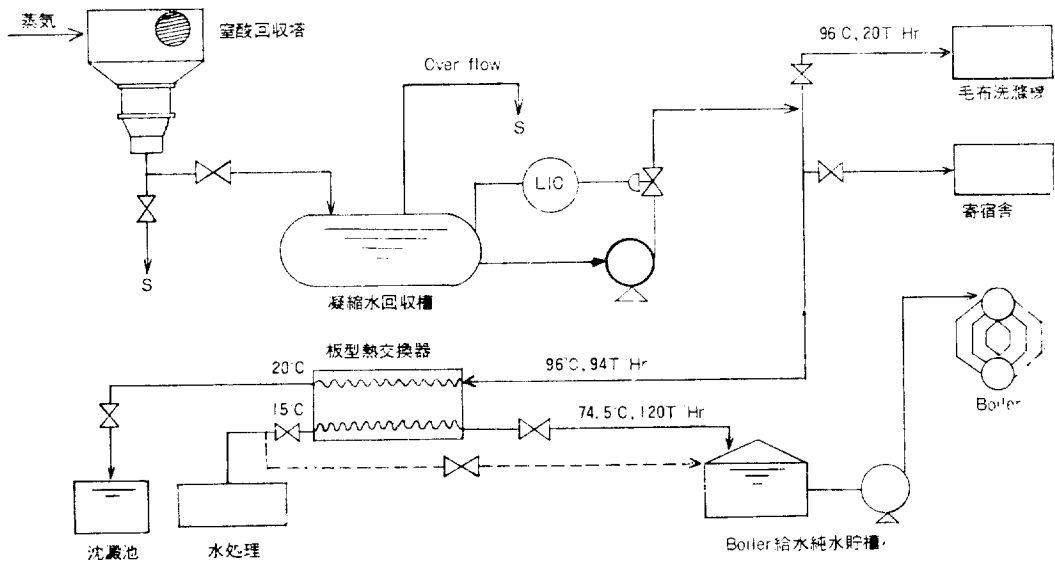 蒸気
窒酸回収塔
Over flow
S
96°C, 20T Hr
毛布洗滌機
LIC
寄宿舎
S
凝縮水回収槽
板型熱交換器
20°C
96°C, 94T Hr
15°C
74.5°C, 120T Hr
Boiler
沈澱池
水処理
Boiler 給水純水貯槽